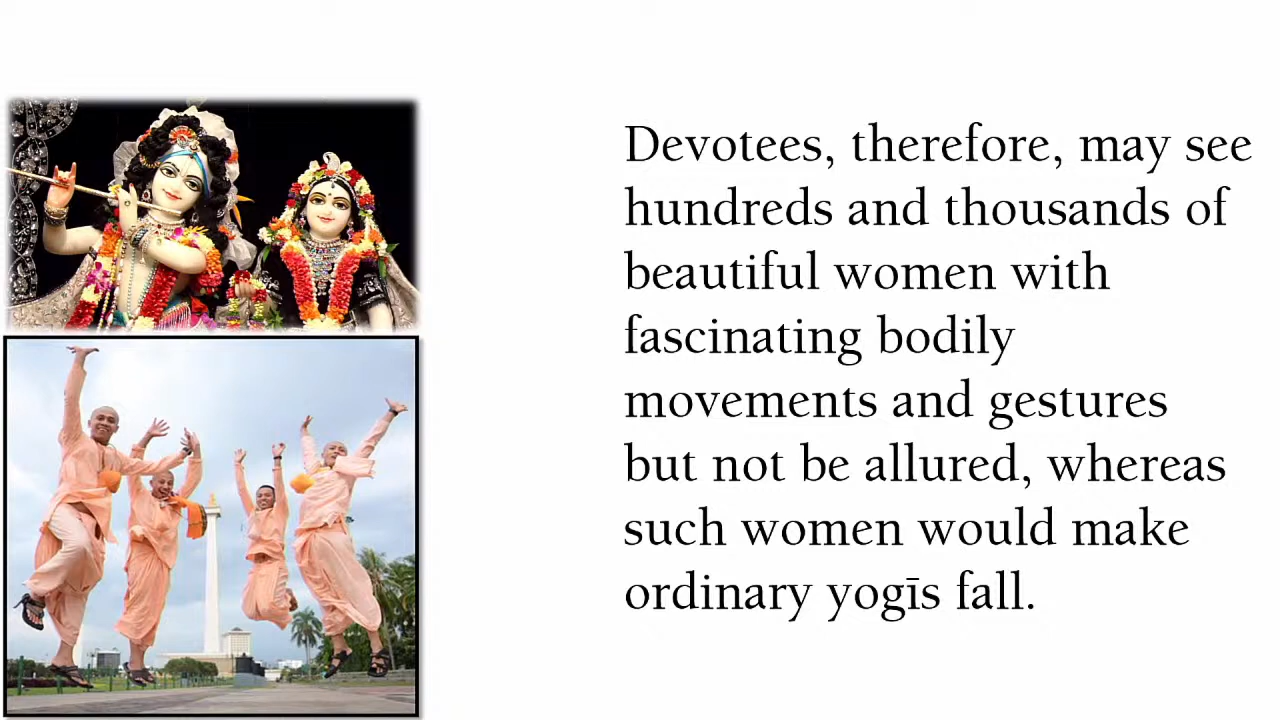 Devotees, therefore, may see
hundreds and thousands of
beautiful women with
fascinating bodily
movements and gestures
but not be allured, whereas
such women would make
ordinary yogīs fall.